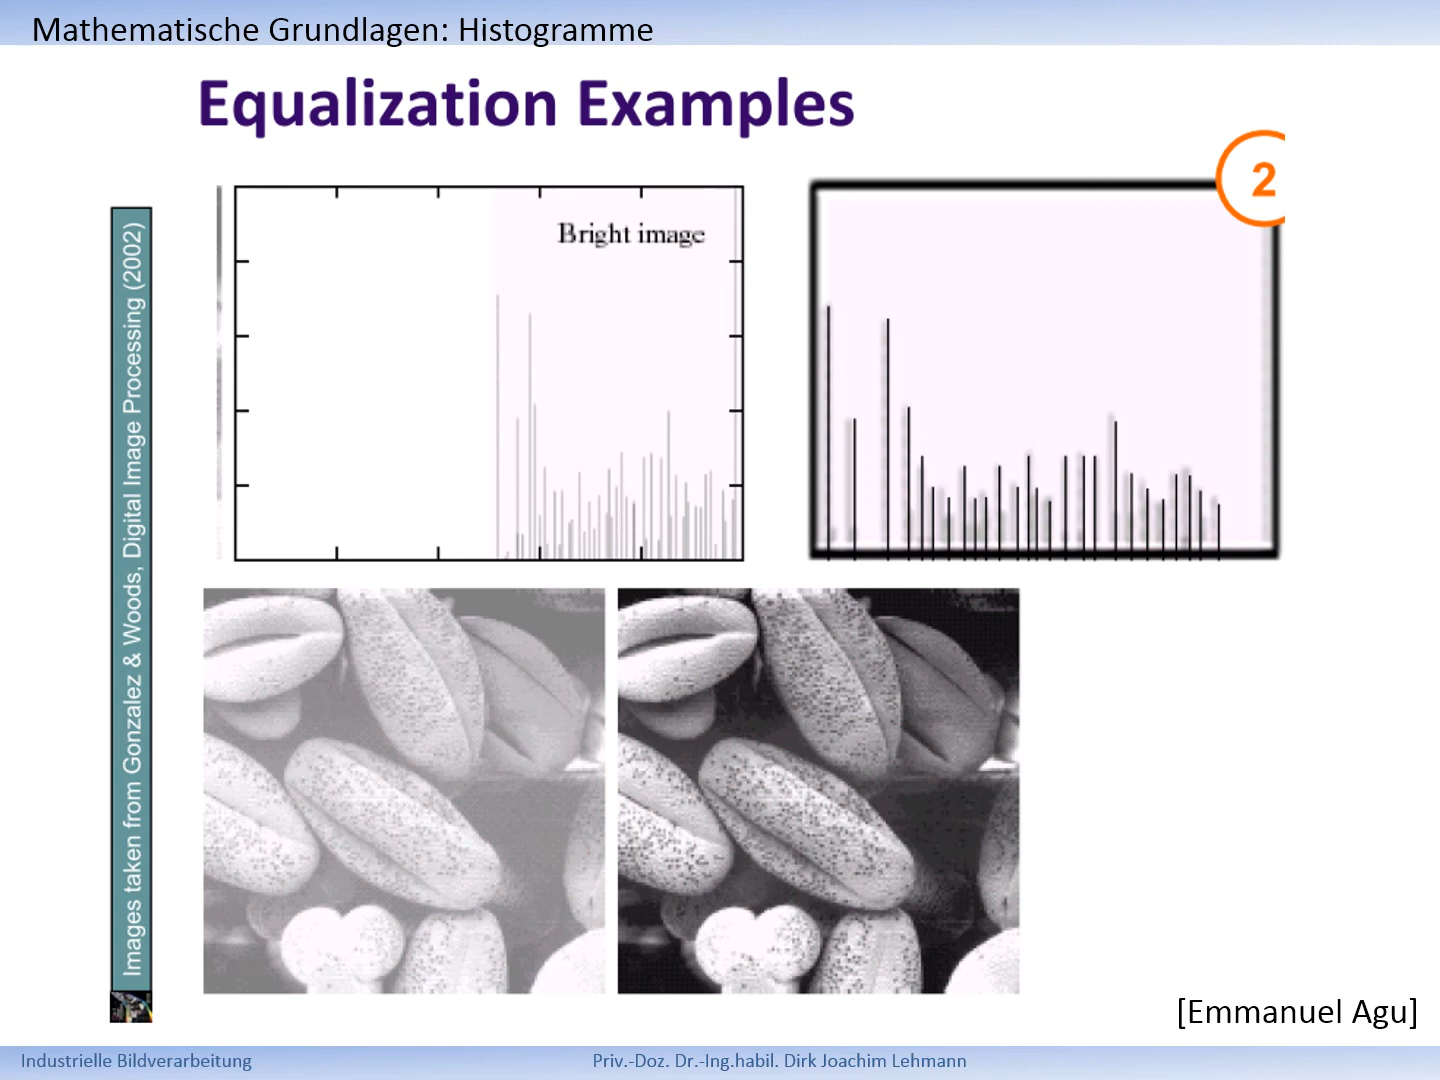 Mathematische Grundlagen: Histogramme
Equalization Examples
2
Bright image
Images taken from Gonzalez & Woods, Digital Image Processing (2002)
[Emmanuel Agu]
Industrielle Bildverarbeitung
Priv.-Doz. Dr.-Ing.habil. Dirk Joachim Lehmann